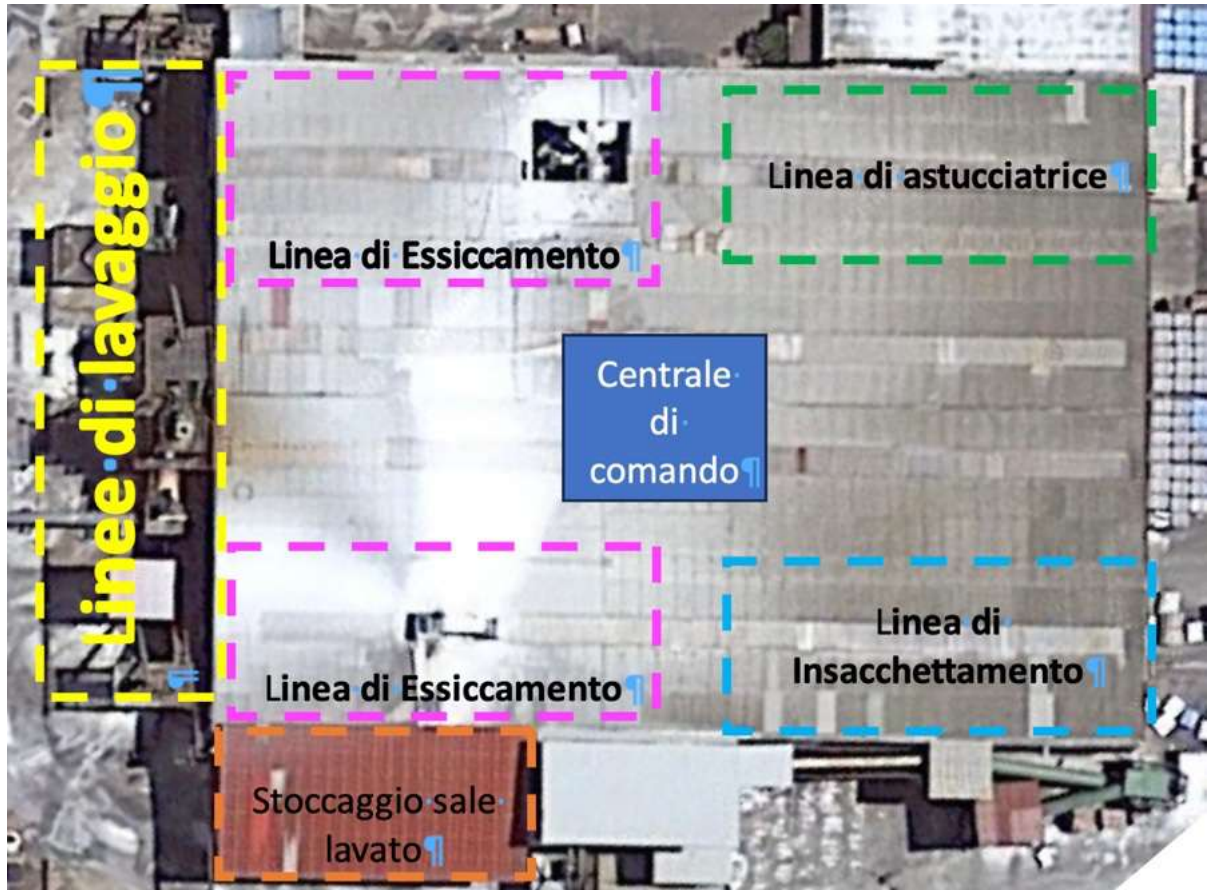 Linee di lavaggio¶
¶
Linea di Essiccamento¶
Linea di astucciatrice¶
Centrale
di
comando¶
Linea di Essiccamento¶
Linea di
Insacchettamento¶
Stoccaggio sale
lavato¶